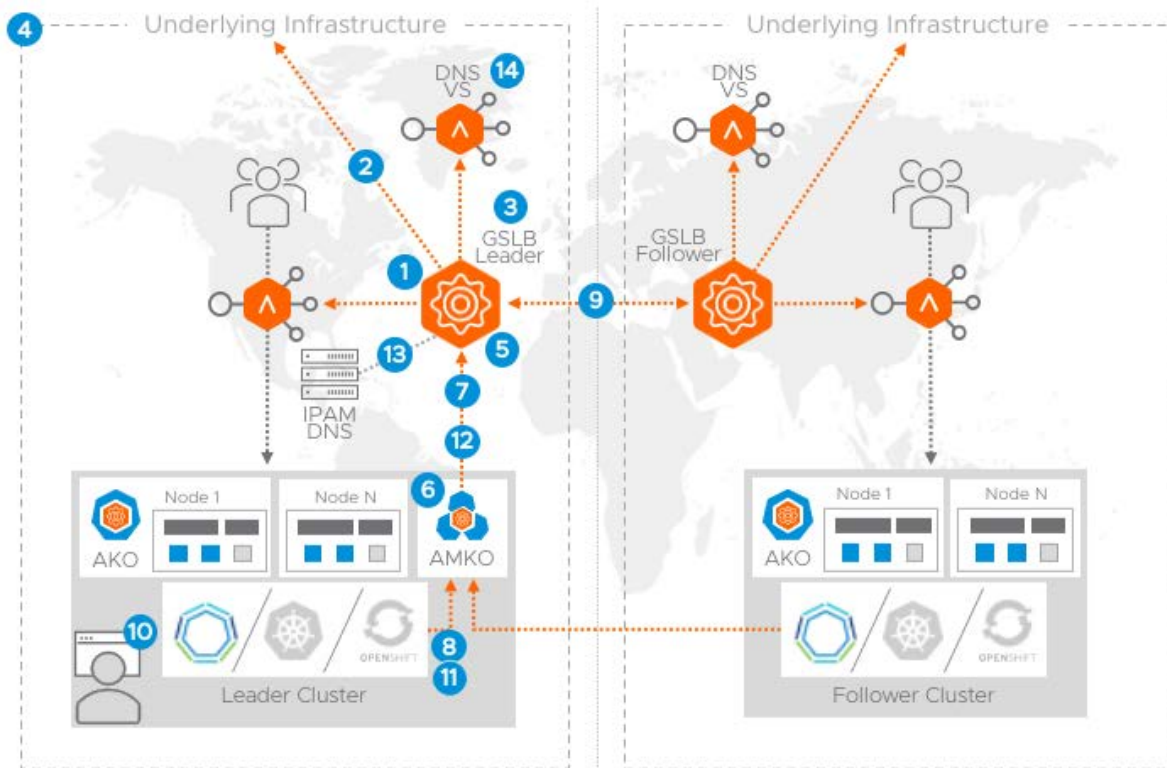 4
Underlying Infrastructure
Underlying Infrastructure
DNS
VS
14
DNS
VS
2
3
GSLB
Leader
GSLB
Follower
1
9
5
13
7
IPAM
DNS
12
6
Node 1
Node N
AKO
AMKO
Node 1
Node N
AKO
10
OPENSHIFT
8
11
OPENSHIFT
Leader Cluster
Follower Cluster